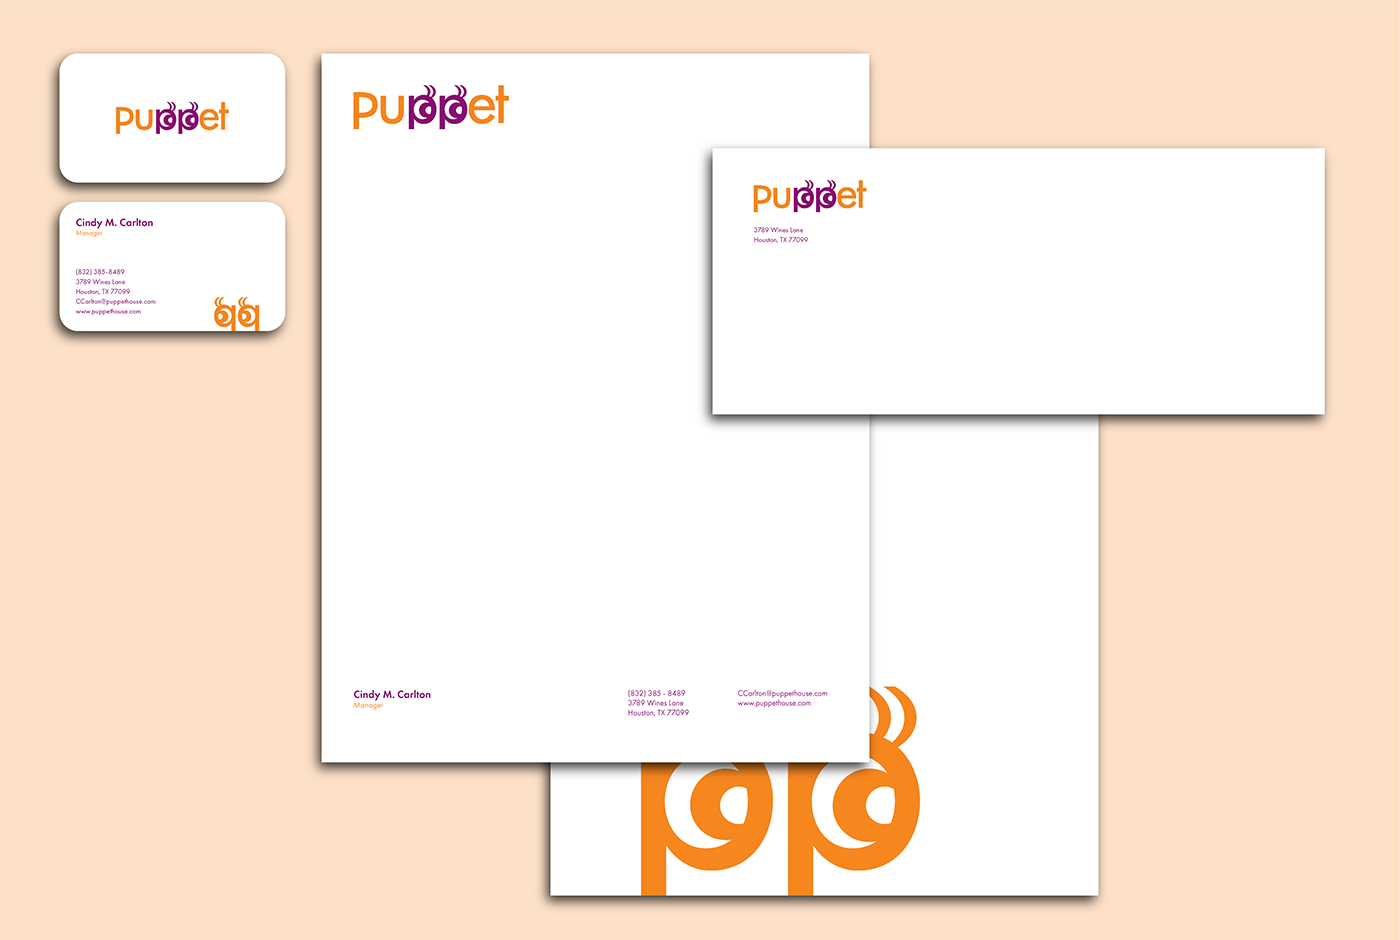 puppet
Cindy M. Carlton
Manager
(832) 385-8489
3789 Wines Lane
Houston, TX 77099
CCarlton@puppethouse.com
www.puppethouse.com
puppet
Cindy M. Carlton
Manager
(832) 385 - 8489
3789 Wines Lane
Houston, TX 77099
CCarlton@puppethouse.com
www.puppethouse.com
puppet
3789 Wines Lane
Houston, TX 77099
pp